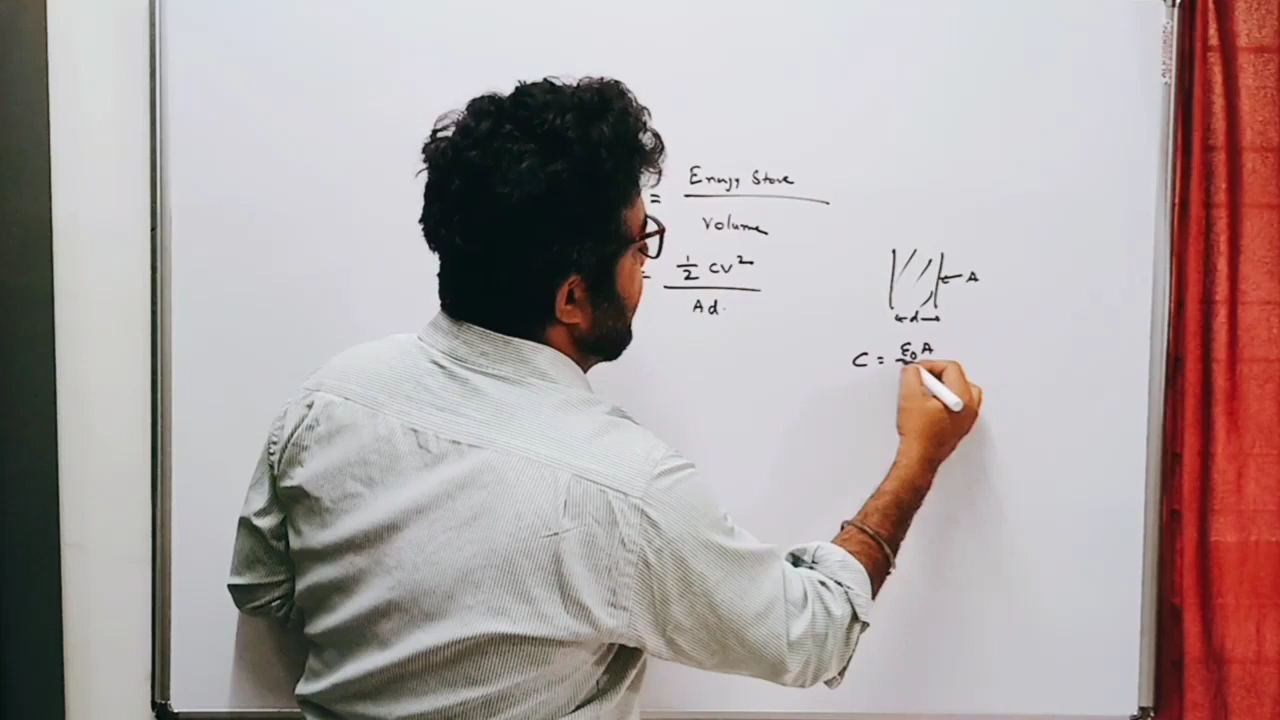 = Energy Store
Volume
= 1/2 CV²
Ad.
A
d
C = ε₀A